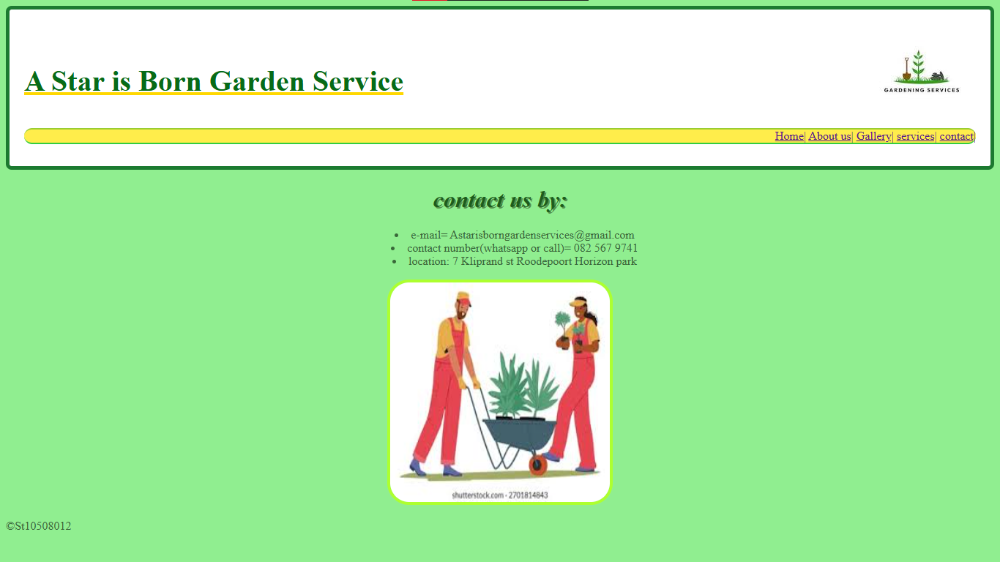 A Star is Born Garden Service
GARDENING SERVICES
Home| About us| Gallery| services| contact|
contact us by:
• e-mail= Astarisborngardenservices@gmail.com
• contact number(whatsapp or call)= 082 567 9741
• location: 7 Kliprand st Roodepoort Horizon park
shutterstock.com · 2701814843
©St10508012